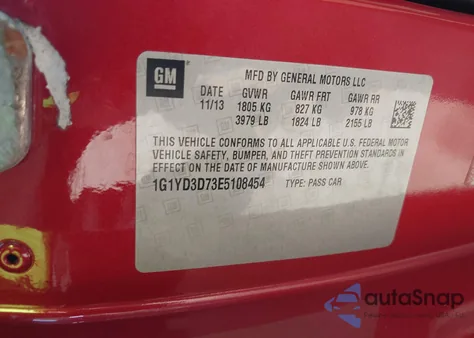 GM
MFD BY GENERAL MOTORS LLC
DATE GVWR GAWR FRT GAWR RR
11/13 1805 KG 827 KG 978 KG
3979 LB 1824 LB 2155 LB
THIS VEHICLE CONFORMS TO ALL APPLICABLE U.S. FEDERAL MOTOR
VEHICLE SAFETY, BUMPER, AND THEFT PREVENTION STANDARDS IN
EFFECT ON THE DATE OF MANUFACTURE SHOWN ABOVE.
1G1YD3D73E5108454 TYPE: PASS CAR
autoSnap